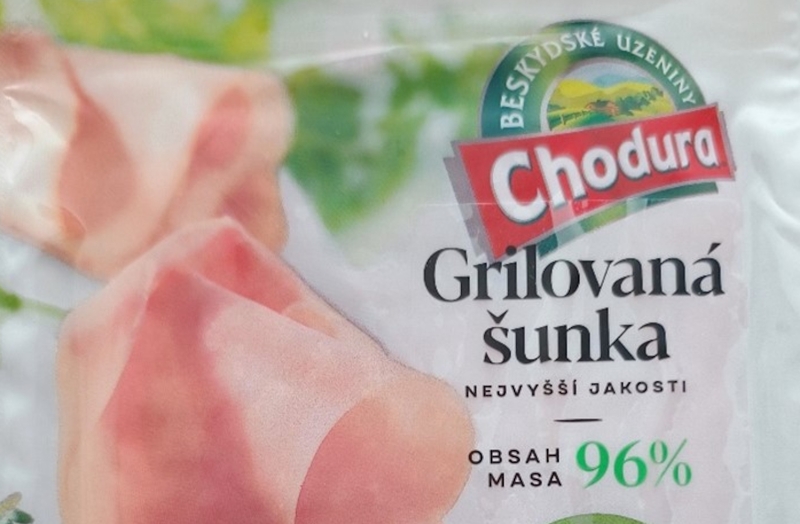 BESKYDSKÉ UZENINY
Chodura
Grilovaná
šunka
NEJVYŠŠÍ JAKOSTI
OBSAH
MASA
96%